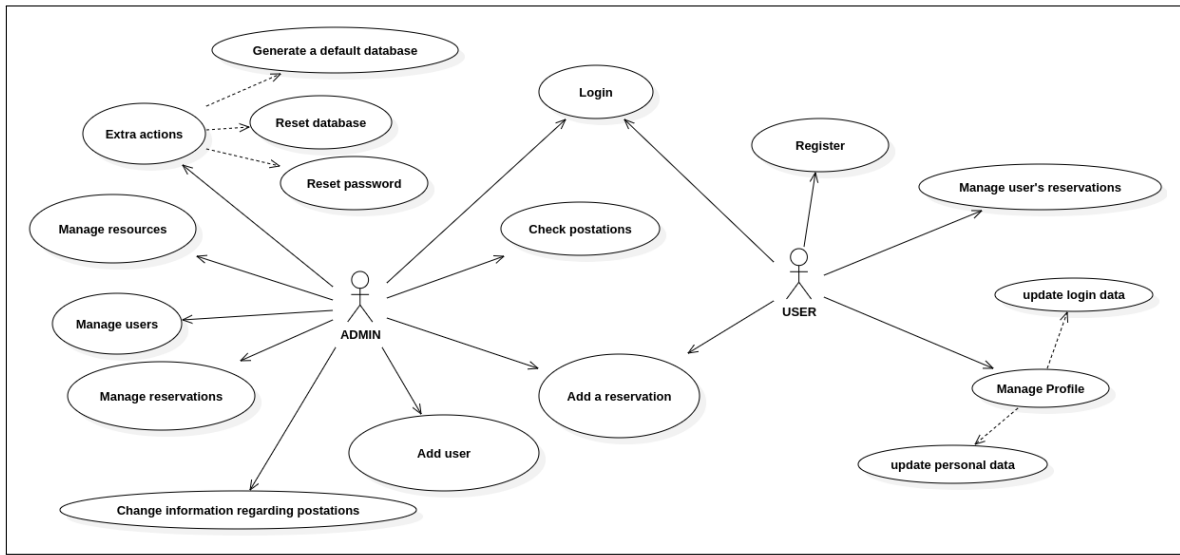 Generate a default database
Login
Reset database
Extra actions
Register
Reset password
Manage user's reservations
Manage resources
Check postations
update login data
USER
Manage users
ADMIN
Manage Profile
Manage reservations
Add a reservation
Add user
update personal data
Change information regarding postations